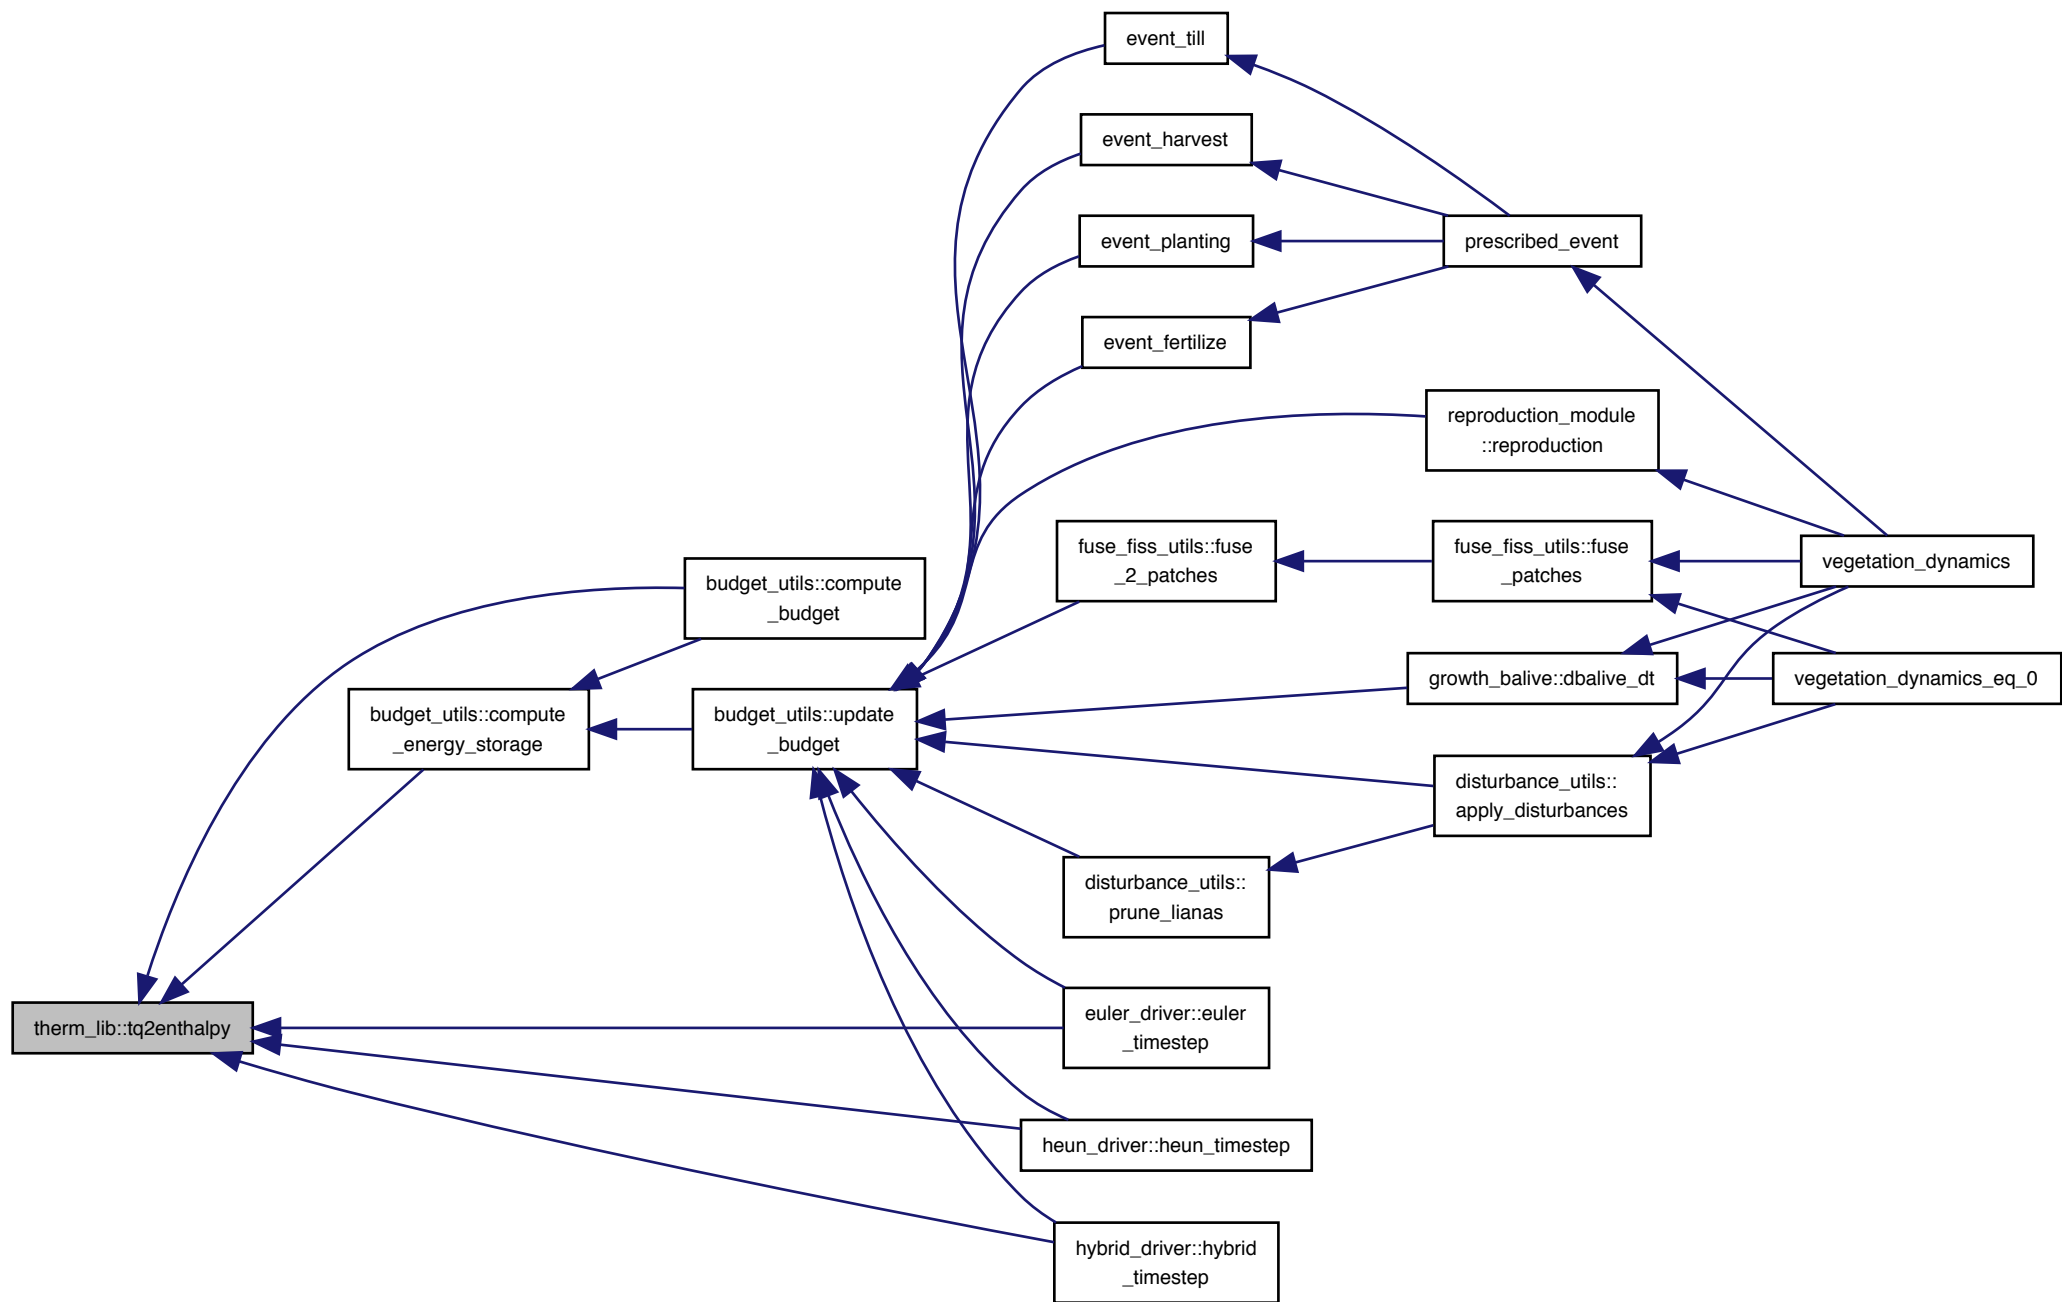 event_till
event_harvest
event_planting
prescribed_event
event_fertilize
reproduction_module
::reproduction
fuse_fiss_utils::fuse
_2_patches
fuse_fiss_utils::fuse
_patches
vegetation_dynamics
budget_utils::compute
_budget
growth_balive::dbalive_dt
vegetation_dynamics_eq_0
budget_utils::compute
_energy_storage
budget_utils::update
_budget
disturbance_utils::
apply_disturbances
disturbance_utils::
prune_lianas
therm_lib::tq2enthalpy
euler_driver::euler
_timestep
heun_driver::heun_timestep
hybrid_driver::hybrid
_timestep